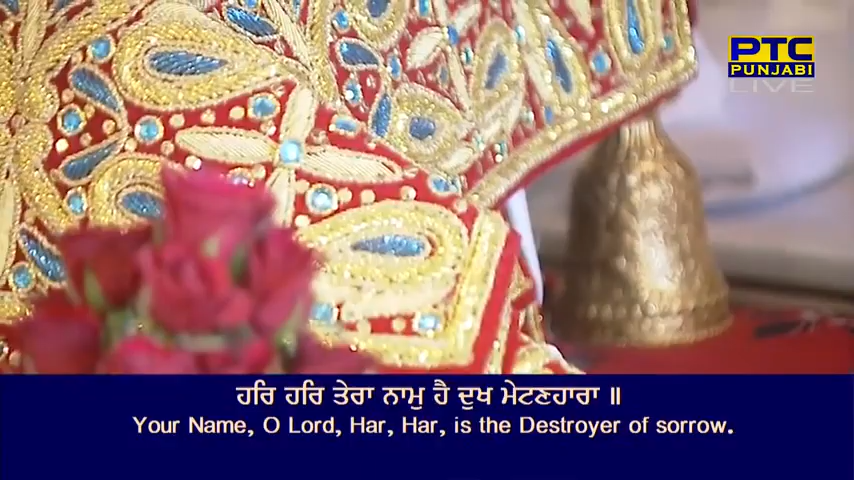 PTC
PUNJABI
LIVE
ਹਰਿ ਹਰਿ ਤੇਰਾ ਨਾਮੁ ਹੈ ਦੁਖ ਮੇਟਣਹਾਰਾ ॥
Your Name, O Lord, Har, Har, is the Destroyer of sorrow.